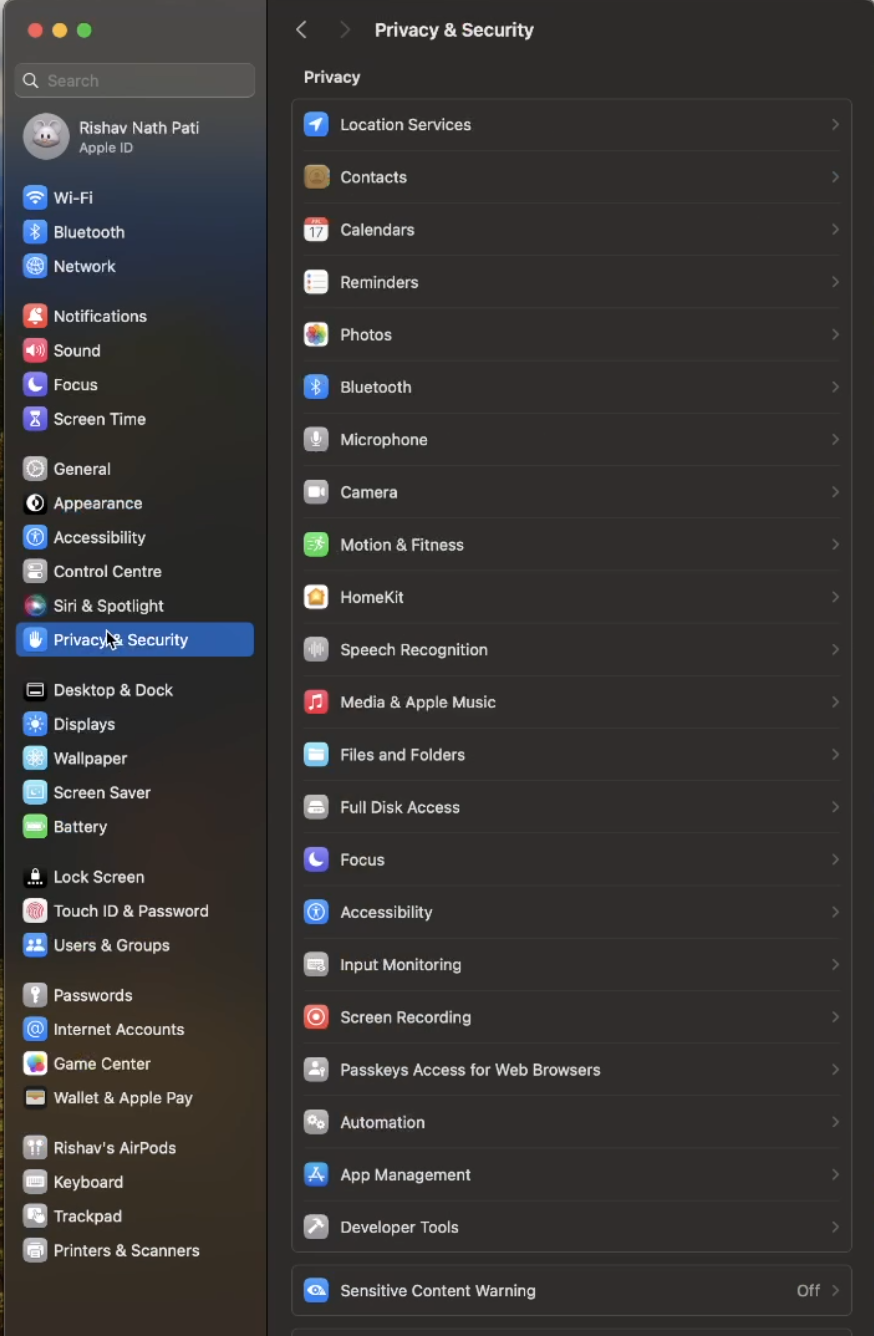 Search
Rishav Nath Pati
Apple ID
Wi-Fi
Bluetooth
Network
Notifications
Sound
Focus
Screen Time
General
Appearance
Accessibility
Control Centre
Siri & Spotlight
Privacy & Security
Desktop & Dock
Displays
Wallpaper
Screen Saver
Battery
Lock Screen
Touch ID & Password
Users & Groups
Passwords
Internet Accounts
Game Center
Wallet & Apple Pay
Rishav's AirPods
Keyboard
Trackpad
Printers & Scanners
Privacy & Security
Privacy
Location Services
Contacts
17
Calendars
Reminders
Photos
Bluetooth
Microphone
Camera
Motion & Fitness
HomeKit
Speech Recognition
Media & Apple Music
Files and Folders
Full Disk Access
Focus
Accessibility
Input Monitoring
Screen Recording
Passkeys Access for Web Browsers
Automation
App Management
Developer Tools
Sensitive Content Warning Off